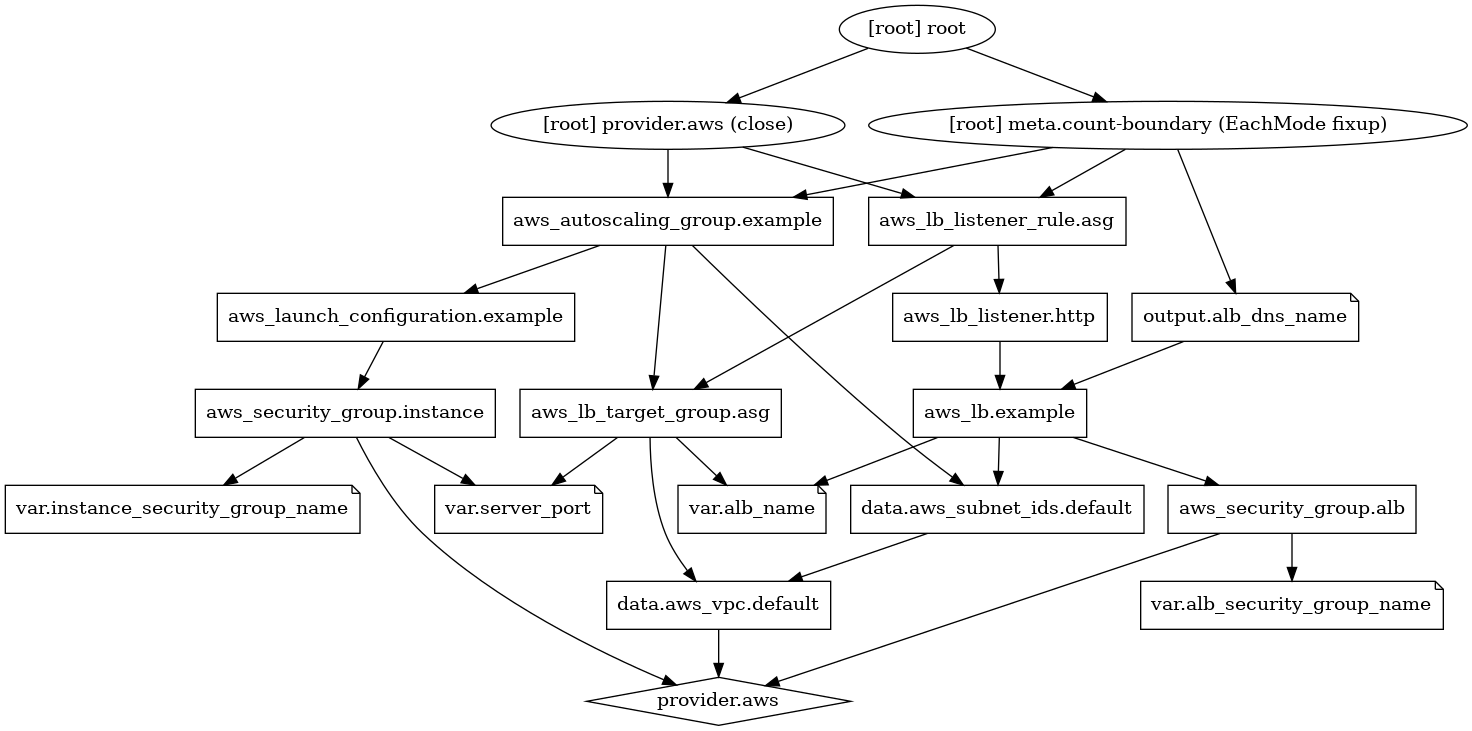 [root] root
[root] provider.aws (close)
[root] meta.count-boundary (EachMode fixup)
aws_autoscaling_group.example
aws_lb_listener_rule.asg
aws_launch_configuration.example
aws_lb_listener.http
output.alb_dns_name
aws_security_group.instance
aws_lb_target_group.asg
aws_lb.example
var.instance_security_group_name
var.server_port
var.alb_name
data.aws_subnet_ids.default
aws_security_group.alb
data.aws_vpc.default
var.alb_security_group_name
provider.aws